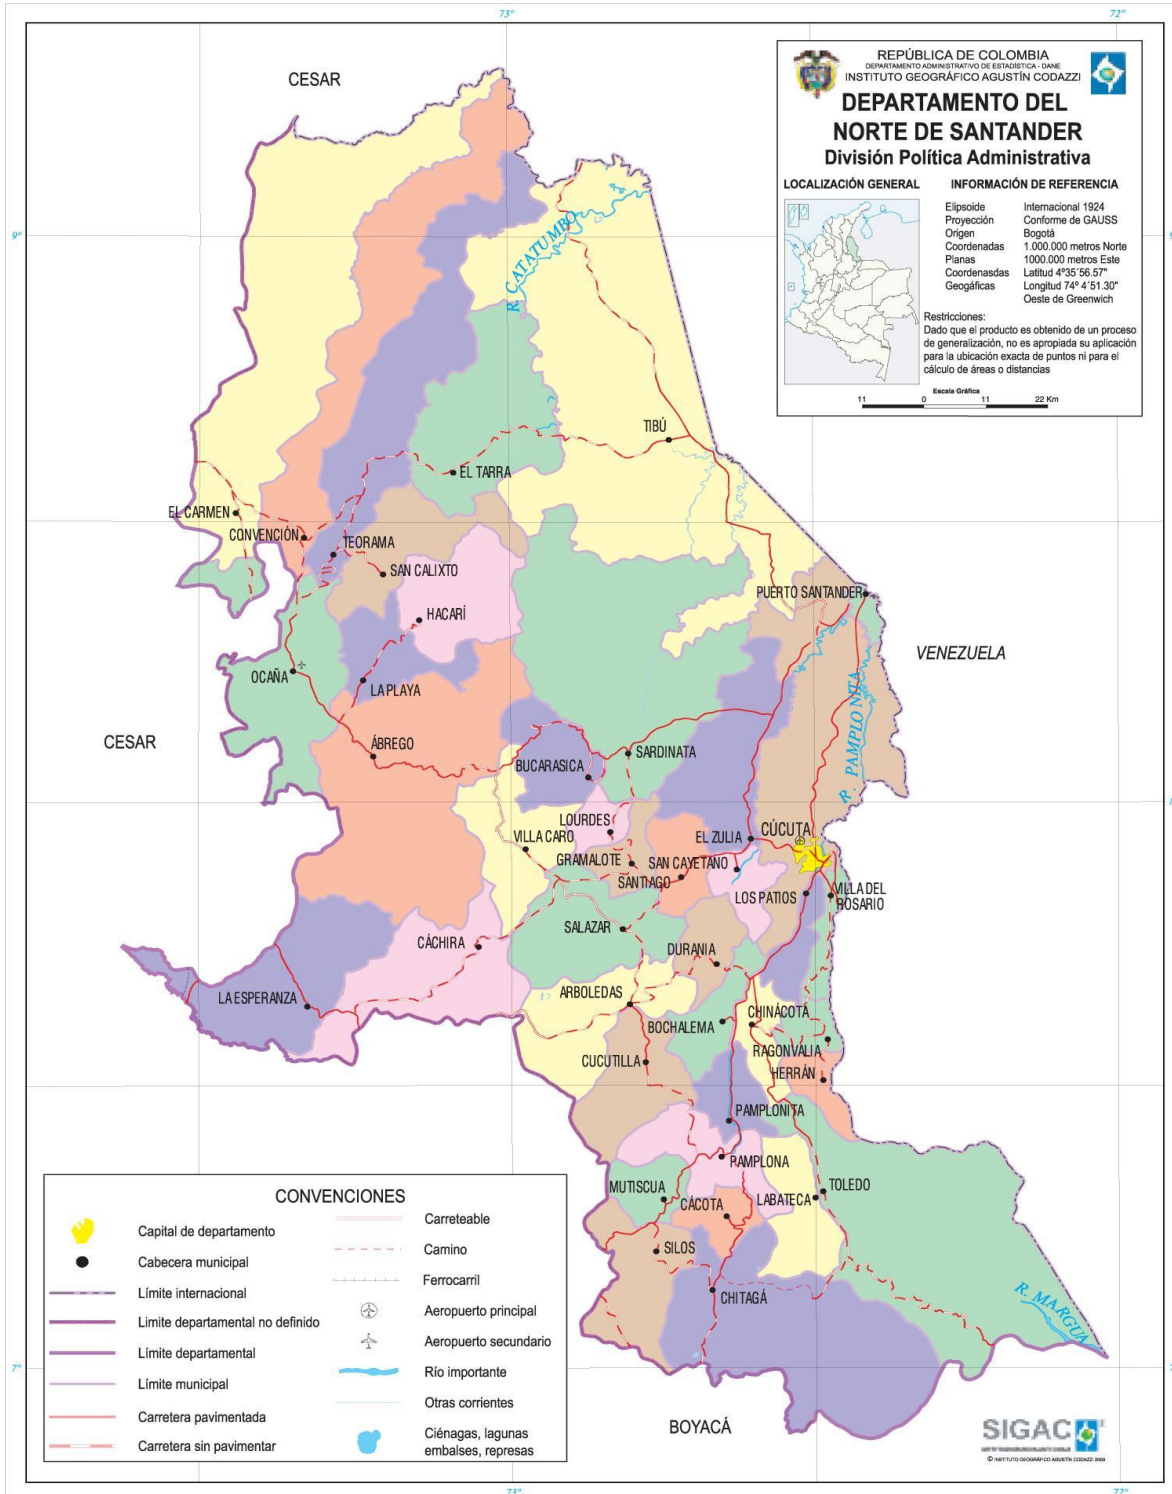 73°
72°
CESAR
REPÚBLICA DE COLOMBIA
DEPARTAMENTO ADMINISTRATIVO DE ESTADÍSTICA - DANE
INSTITUTO GEOGRÁFICO AGUSTÍN CODAZZI
DEPARTAMENTO DEL
NORTE DE SANTANDER
División Política Administrativa
LOCALIZACIÓN GENERAL
INFORMACIÓN DE REFERENCIA
Elipsoide Internacional 1924
Proyección Conforme de GAUSS
Origen Bogotá
Coordenadas 1.000.000 metros Norte
Planas 1000.000 metros Este
Coordenasdas Latitud 4º35´56.57"
Geogáficas Longitud 74º 4´51.30"
Oeste de Greenwich
Restricciones:
Dado que el producto es obtenido de un proceso
de generalización, no es apropiada su aplicación
para la ubicación exacta de puntos ni para el
cálculo de áreas o distancias
Escala Gráfica
11 0 11 22 Km
9°
R. CATATUMBO
TIBÚ
EL TARRA
EL CARMEN
CONVENCIÓN
TEORAMA
SAN CALIXTO
HACARÍ
PUERTO SANTANDER
VENEZUELA
OCAÑA
LA PLAYA
R. PAMPLONITA
CESAR
ÁBREGO
SARDINATA
BUCARASICA
LOURDES
VILLA CARO
EL ZULIA
CÚCUTA
GRAMALOTE
SAN CAYETANO
SANTIAGO
LOS PATIOS
VILLA DEL
ROSARIO
SALAZAR
CÁCHIRA
DURANIA
LA ESPERANZA
ARBOLEDAS
BOCHALEMA
CHINÁCOTA
RAGONVALIA
CUCUTILLA
HERRÁN
PAMPLONITA
PAMPLONA
MUTISCUA
CÁCOTA
LABATECA
TOLEDO
SILOS
CHITAGÁ
R. MARGUA
7°
BOYACÁ
CONVENCIONES
Capital de departamento
Cabecera municipal
Límite internacional
Limite departamental no definido
Límite departamental
Límite municipal
Carretera pavimentada
Carretera sin pavimentar
Carreteable
Camino
Ferrocarril
Aeropuerto principal
Aeropuerto secundario
Río importante
Otras corrientes
Ciénagas, lagunas
embalses, represas
SIGAC
73°
72°